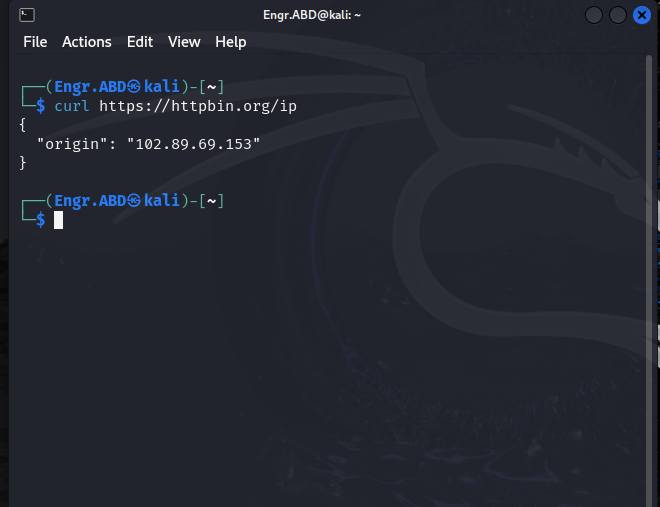 Engr.ABD@kali: ~
File Actions Edit View Help
┌──(Engr.ABD㉿kali)-[~]
└─$ curl https://httpbin.org/ip
{
  "origin": "102.89.69.153"
}
┌──(Engr.ABD㉿kali)-[~]
└─$